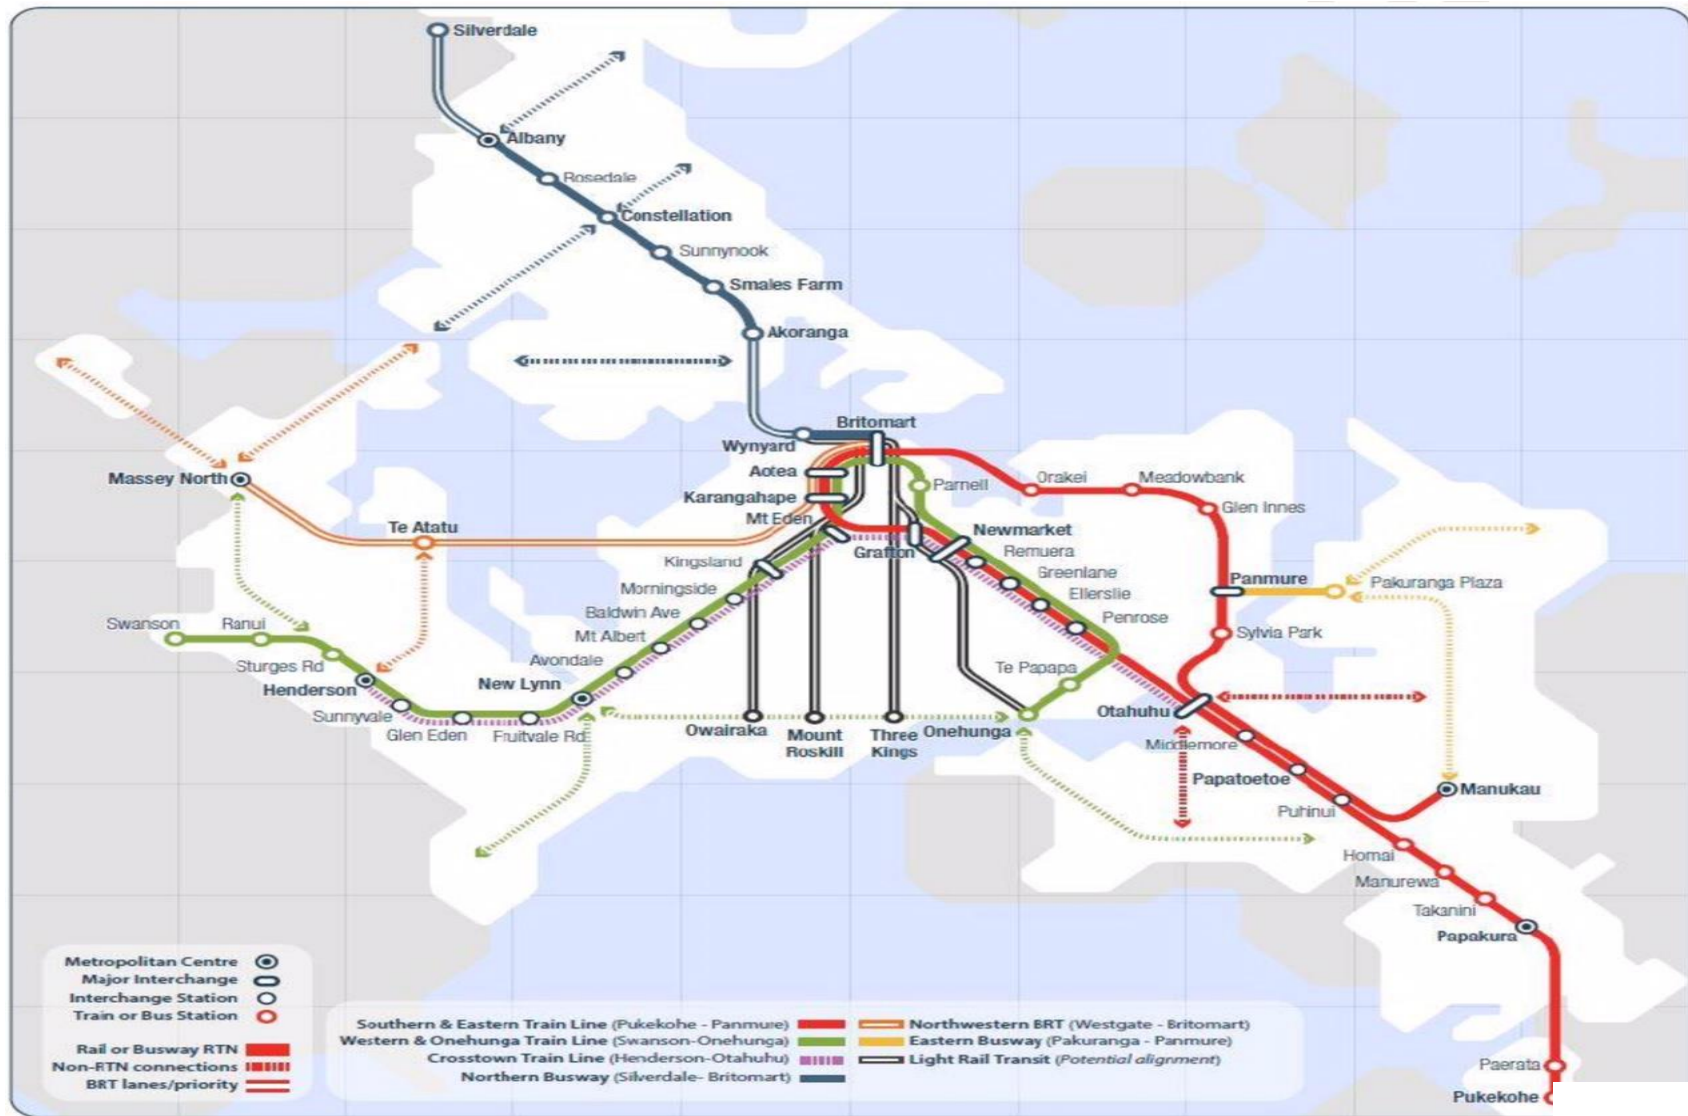 Silverdale
Albany
Rosedale
Constellation
Sunnynook
Smales Farm
Akoranga
Britomart
Wynyard
Aotea
Karangahape
Mt Eden
Massey North
Te Atatu
Parnell
Orakei
Meadowbank
Glen Innes
Newmarket
Grafton
Remuera
Greenlane
Ellerslie
Penrose
Panmure
Pakuranga Plaza
Sylvia Park
Kingsland
Morningside
Baldwin Ave
Mt Albert
Avondale
New Lynn
Swanson
Ranui
Sturges Rd
Henderson
Sunnyvale
Glen Eden
Fruitvale Rd
Te Papapa
Owairaka
Mount
Roskill
Three
Kings
Onehunga
Otahuhu
Middlemore
Papatoetoe
Puhinui
Manukau
Homai
Manurewa
Takanini
Papakura
Paerata
Pukekohe
Metropolitan Centre
Major Interchange
Interchange Station
Train or Bus Station
Rail or Busway RTN
Non-RTN connections
BRT lanes/priority
Southern & Eastern Train Line (Pukekohe - Panmure)
Western & Onehunga Train Line (Swanson-Onehunga)
Crosstown Train Line (Henderson-Otahuhu)
Northern Busway (Silverdale- Britomart)
Northwestern BRT (Westgate - Britomart)
Eastern Busway (Pakuranga - Panmure)
Light Rail Transit (Potential alignment)